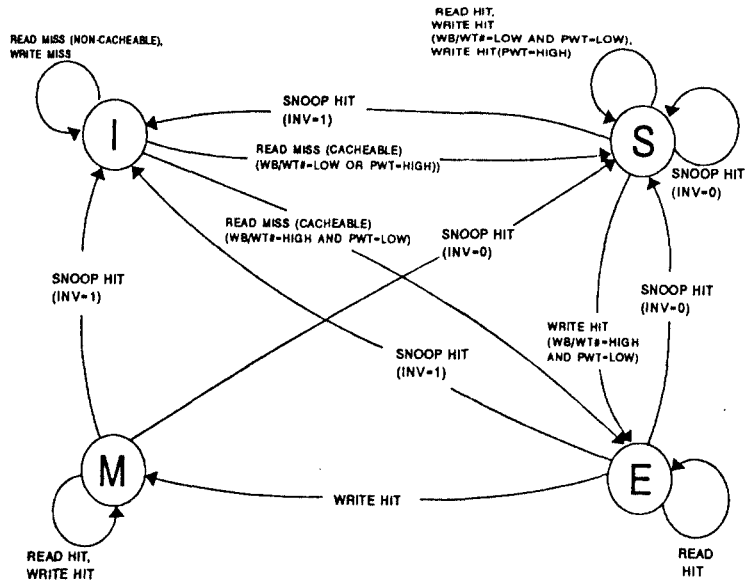 READ HIT,
WRITE HIT
(WB/WT#=LOW AND PWT=LOW),
WRITE HIT(PWT=HIGH)
READ MISS (NON-CACHEABLE),
WRITE MISS
SNOOP HIT
(INV=1)
I
S
READ MISS (CACHEABLE)
(WB/WT#=LOW OR PWT=HIGH))
SNOOP HIT
(INV=0)
READ MISS (CACHEABLE)
(WB/WT#=HIGH AND PWT=LOW)
SNOOP HIT
(INV=0)
SNOOP HIT
(INV=1)
SNOOP HIT
(INV=0)
WRITE HIT
(WB/WT#=HIGH
AND PWT=LOW)
SNOOP HIT
(INV=1)
M
E
WRITE HIT
READ HIT,
WRITE HIT
READ
HIT